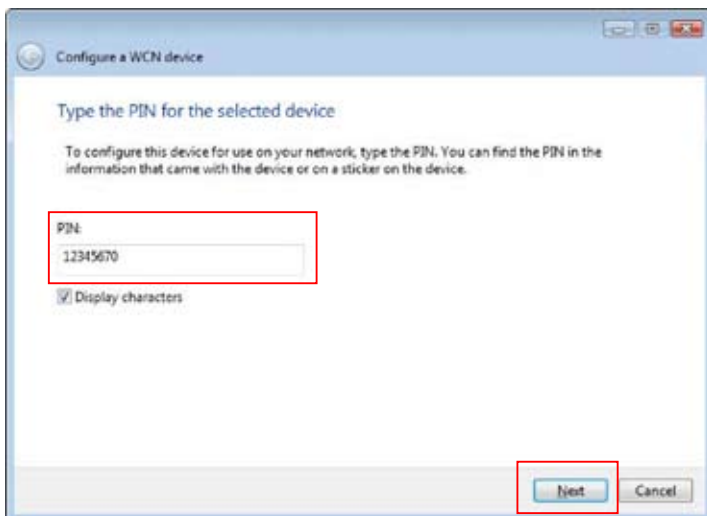 Configure a WCN device
Type the PIN for the selected device
To configure this device for use on your network, type the PIN. You can find the PIN in the
information that came with the device or on a sticker on the device.
PIN:
12345670
Display characters
Next Cancel